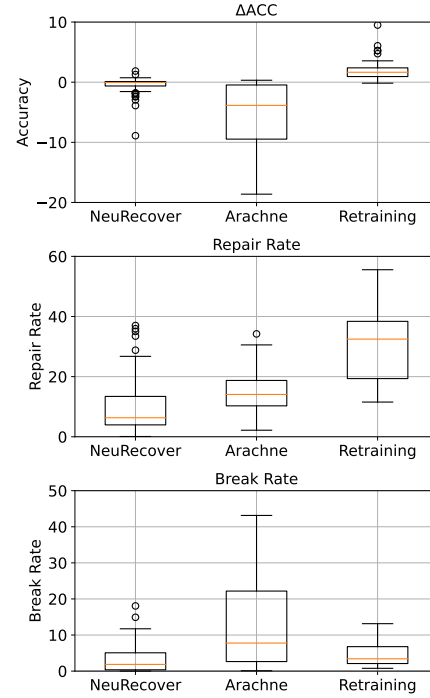 ΔACC
10
0
−10
−20
Accuracy
NeuRecover Arachne Retraining
Repair Rate
60
40
20
0
Repair Rate
NeuRecover Arachne Retraining
Break Rate
50
40
30
20
10
0
Break Rate
NeuRecover Arachne Retraining